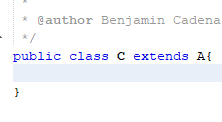 *
* @author Benjamin Cadena
*/
public class C extends A{
}